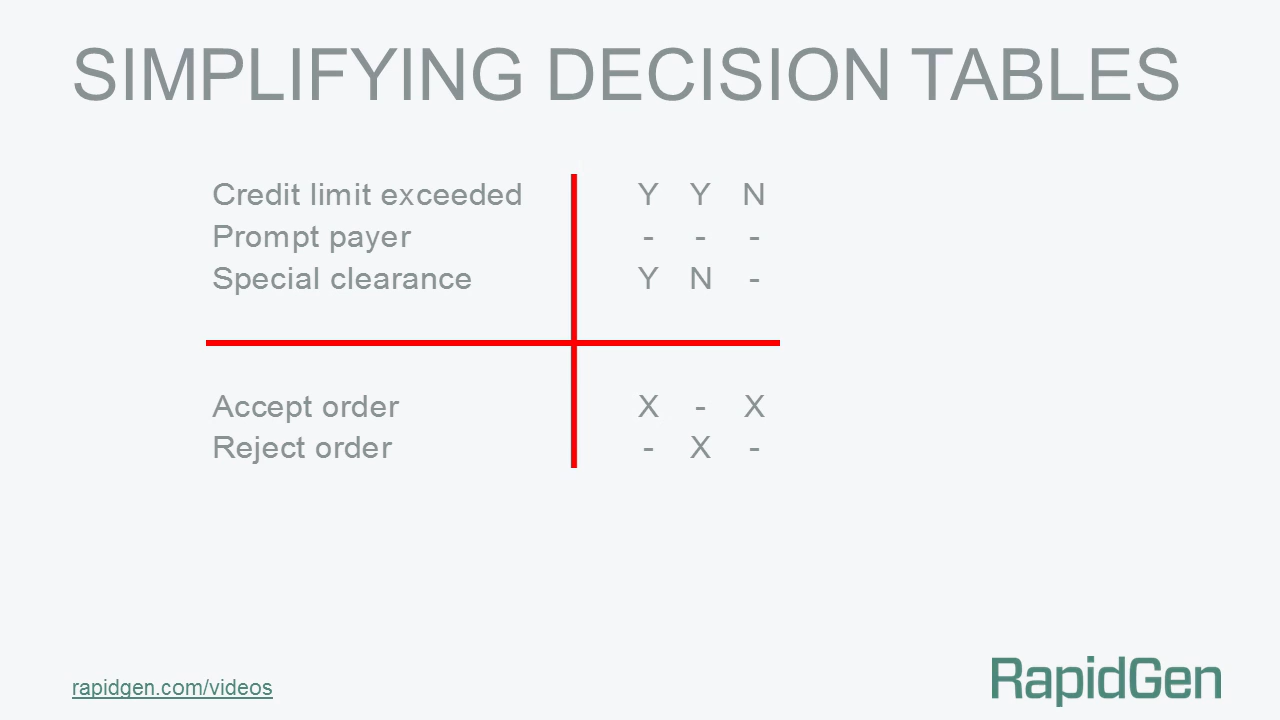 SIMPLIFYING DECISION TABLES
Credit limit exceeded Y Y N
Prompt payer - - -
Special clearance Y N -
Accept order X - X
Reject order - X -
rapidgen.com/videos
RapidGen